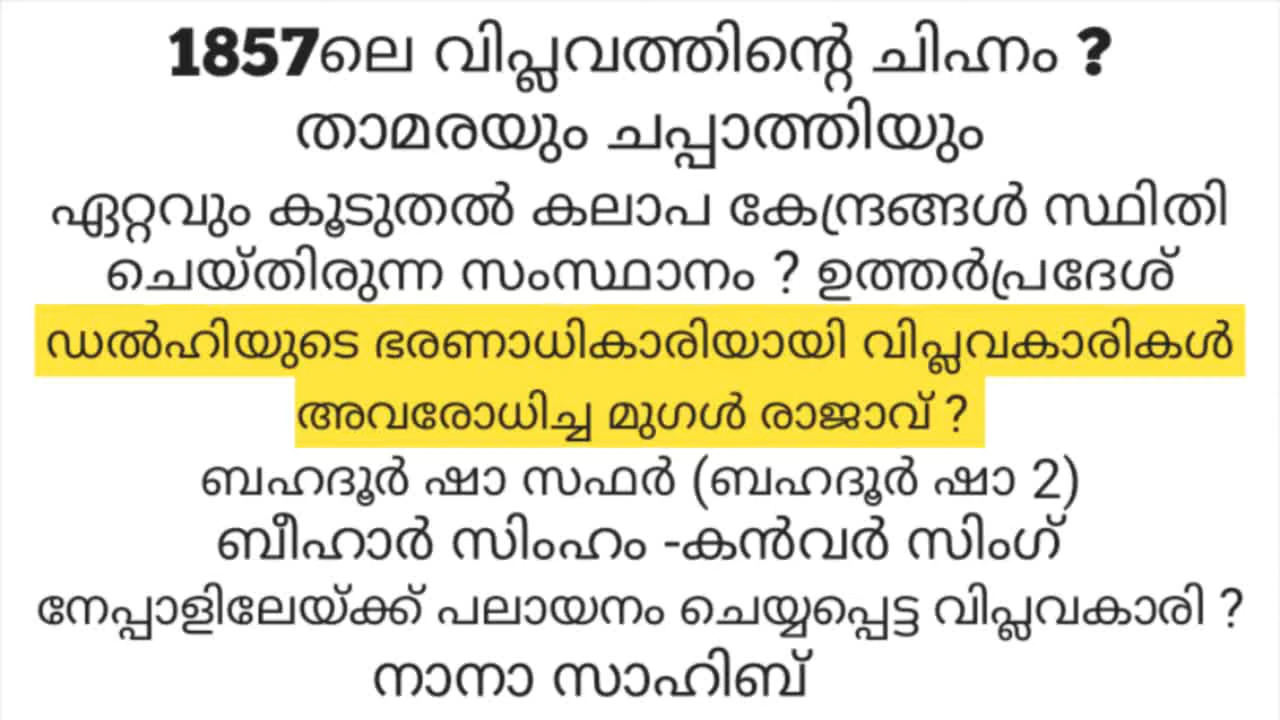 1857ലെ വിപ്ലവത്തിന്റെ ചിഹ്നം ?
താമരയും ചപ്പാത്തിയും
ഏറ്റവും കൂടുതൽ കലാപ കേന്ദ്രങ്ങൾ സ്ഥിതി
ചെയ്തിരുന്ന സംസ്ഥാനം ? ഉത്തർപ്രദേശ്
ഡൽഹിയുടെ ഭരണാധികാരിയായി വിപ്ലവകാരികൾ
അവരോധിച്ച മുഗൾ രാജാവ് ?
ബഹദൂർ ഷാ സഫർ (ബഹദൂർ ഷാ 2)
ബീഹാർ സിംഹം -കൻവർ സിംഗ്
നേപ്പാളിലേയ്ക്ക് പലായനം ചെയ്യപ്പെട്ട വിപ്ലവകാരി ?
നാനാ സാഹിബ്